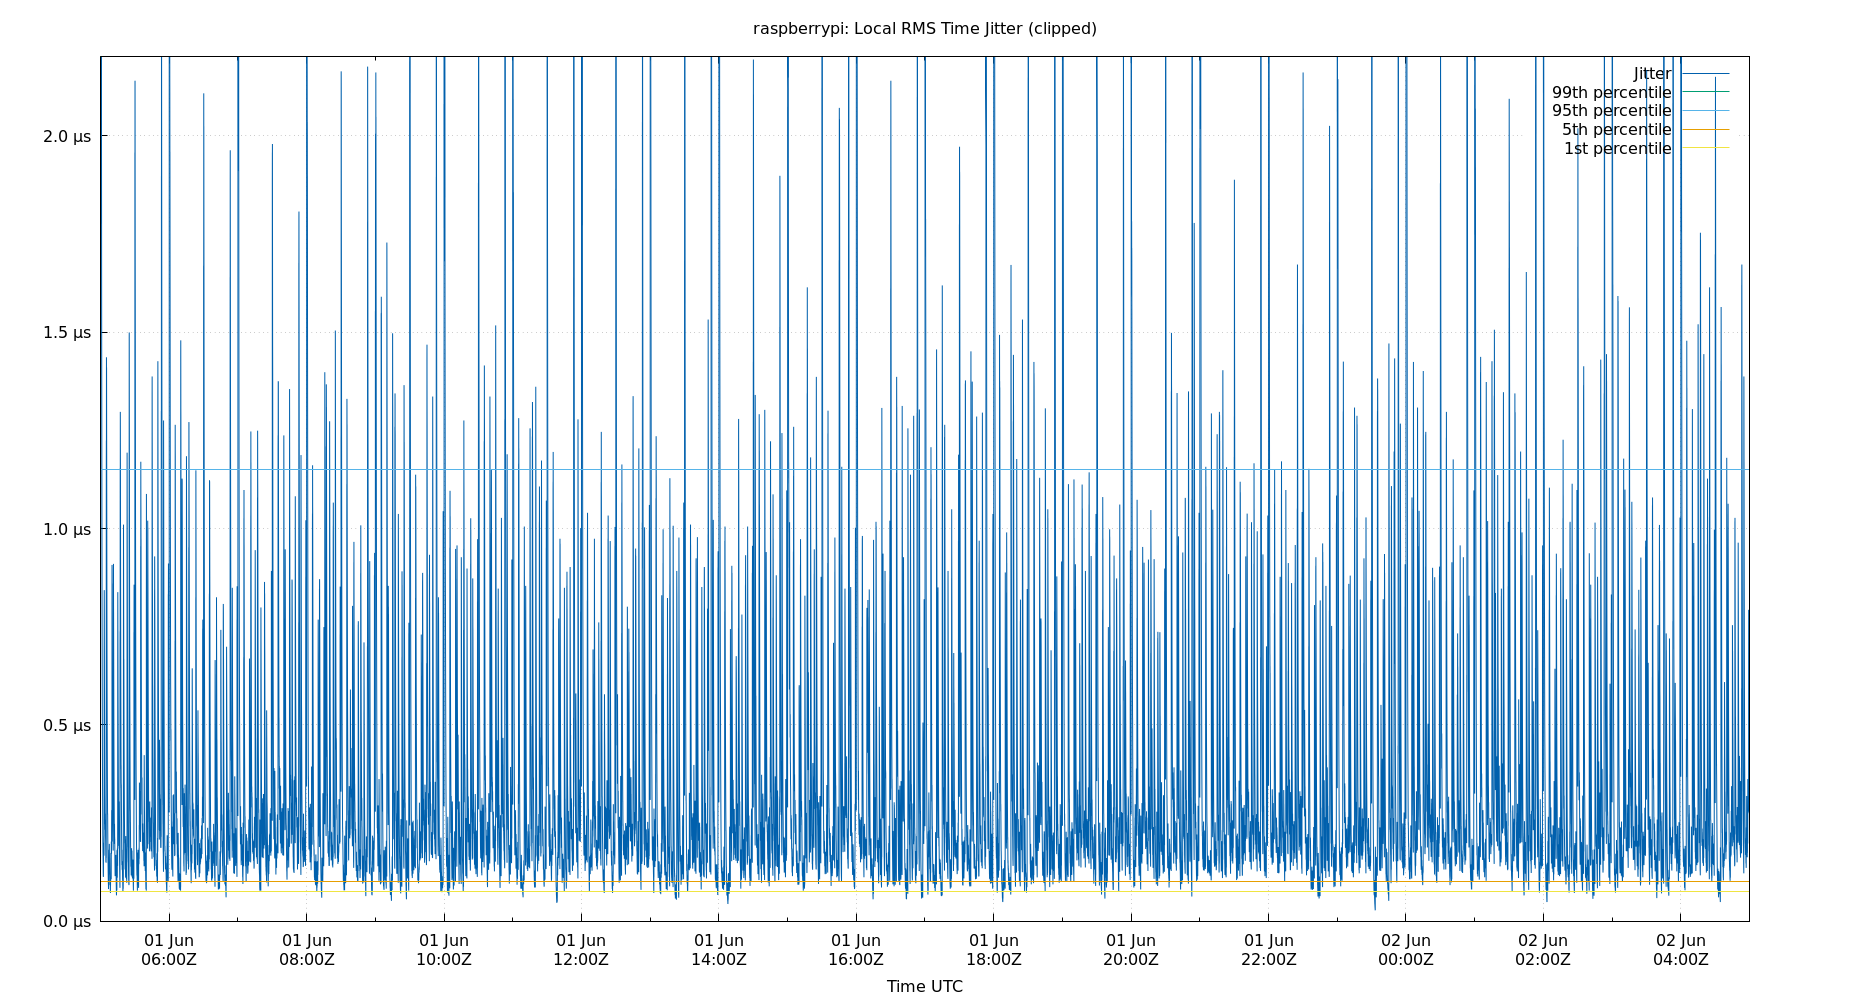 raspberrypi: Local RMS Time Jitter (clipped)
Jitter
99th percentile
95th percentile
5th percentile
1st percentile
2.0 µs
1.5 µs
1.0 µs
0.5 µs
0.0 µs
01 Jun 01 Jun 01 Jun 01 Jun 01 Jun 01 Jun 01 Jun 01 Jun 01 Jun 02 Jun 02 Jun 02 Jun
06:00Z 08:00Z 10:00Z 12:00Z 14:00Z 16:00Z 18:00Z 20:00Z 22:00Z 00:00Z 02:00Z 04:00Z
Time UTC